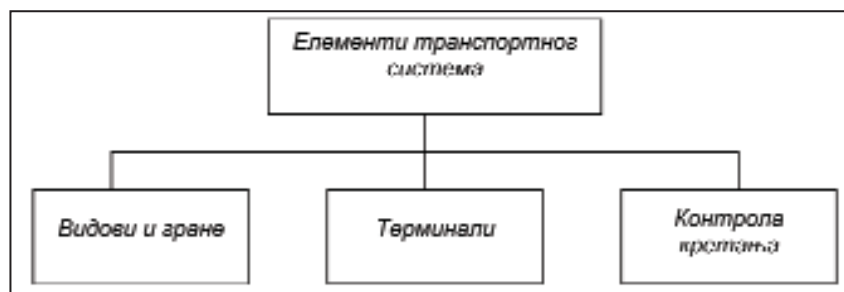 Елементи транспортног
система
Видови и гране
Терминали
Контрола
кретања